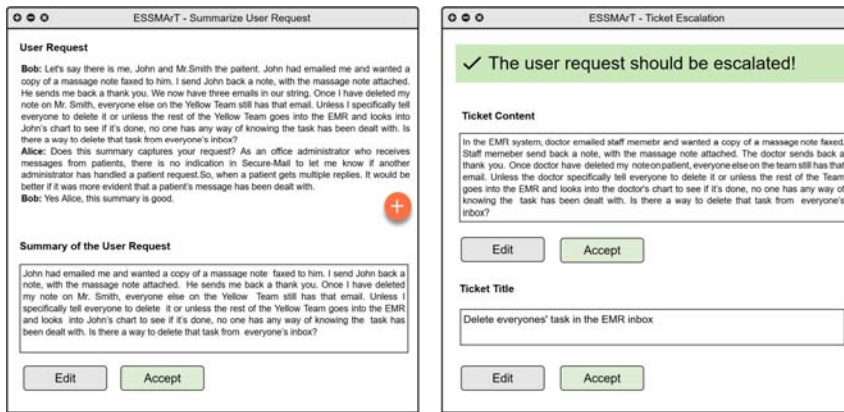 ESSMArT - Summarize User Request
User Request
Bob: Let's say there is me, John and Mr.Smith the paitent. John had emailed me and wanted a
copy of a massage note faxed to him. I send John back a note, with the massage note attached.
He sends me back a thank you. We now have three emails in our string. Once I have deleted my
note on Mr. Smith, everyone else on the Yellow Team still has that email. Unless I specifically tell
everyone to delete it or unless the rest of the Yellow Team goes into the EMR and looks into
John's chart to see if it's done, no one has any way of knowing the task has been dealt with. Is
there a way to delete that task from everyone's inbox?
Alice: Does this summary captures your request? As an office administrator who receives
messages from patients, there is no indication in Secure-Mail to let me know if another
administrator has handled a patient request.So, when a patient gets multiple replies. It would be
better if it was more evident that a patient's message has been dealt with.
Bob: Yes Alice, this summary is good.
+
Summary of the User Request
John had emailed me and wanted a copy of a massage note faxed to him. I send John back a
note, with the massage note attached. He sends me back a thank you. Once I have deleted
my note on Mr. Smith, everyone else on the Yellow Team still has that email. Unless I
specifically tell everyone to delete it or unless the rest of the Yellow Team goes into the EMR
and looks into John's chart to see if it's done, no one has any way of knowing the task has
been dealt with. Is there a way to delete that task from everyone's inbox?
Edit
Accept
ESSMArT - Ticket Escalation
✓ The user request should be escalated!
Ticket Content
In the EMR system, doctor emailed staff memebr and wanted a copy of a massage note faxed.
Staff memeber send back a note, with the massage note attached. The doctor sends back a
thank you. Once doctor have deleted my note on patient, everyone else on the team still has that
email. Unless the doctor specifically tell everyone to delete it or unless the rest of the Team
goes into the EMR and looks into the doctor's chart to see if it's done, no one has any way of
knowing the task has been dealt with. Is there a way to delete that task from everyone's
inbox?
Edit
Accept
Ticket Title
Delete everyones' task in the EMR inbox
Edit
Accept